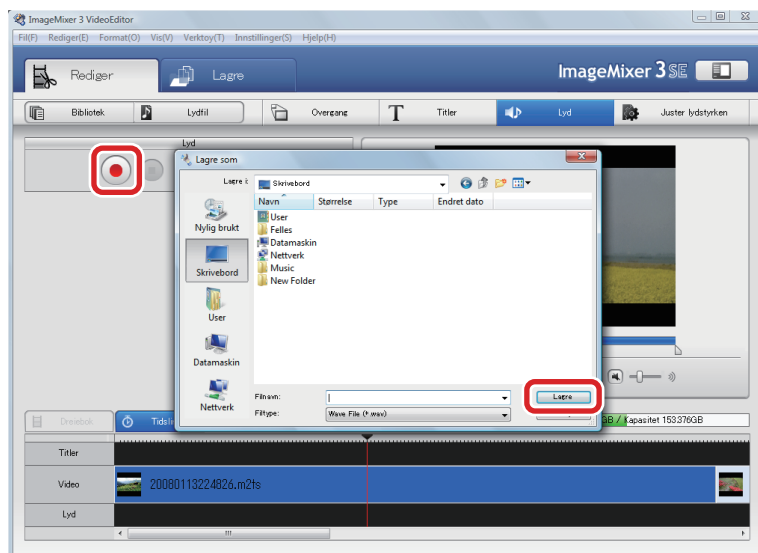 ImageMixer 3 VideoEditor
Fil(F) Rediger(E) Format(O) Vis(V) Verktoy(T) Innstillinger(S) Hjelp(H)
Rediger Lagre ImageMixer 3 SE
Bibliotek Lydfil Overgang T Titler Lyd Juster lydstyrken
Lyd
Lagre som
Lagre i: Skrivebord
Navn Størrelse Type Endret dato
User
Felles
Datamaskin
Nettverk
Music
New Folder
Nylig brukt
Skrivebord
User
Datamaskin
Nettverk
Filnavn: Lagre
Filtype: Wave File (*.wav)
Dreiebok Tidsli GB / Kapasitet 153.376GB
Titler
Video 20080113224826.m2ts
Lyd